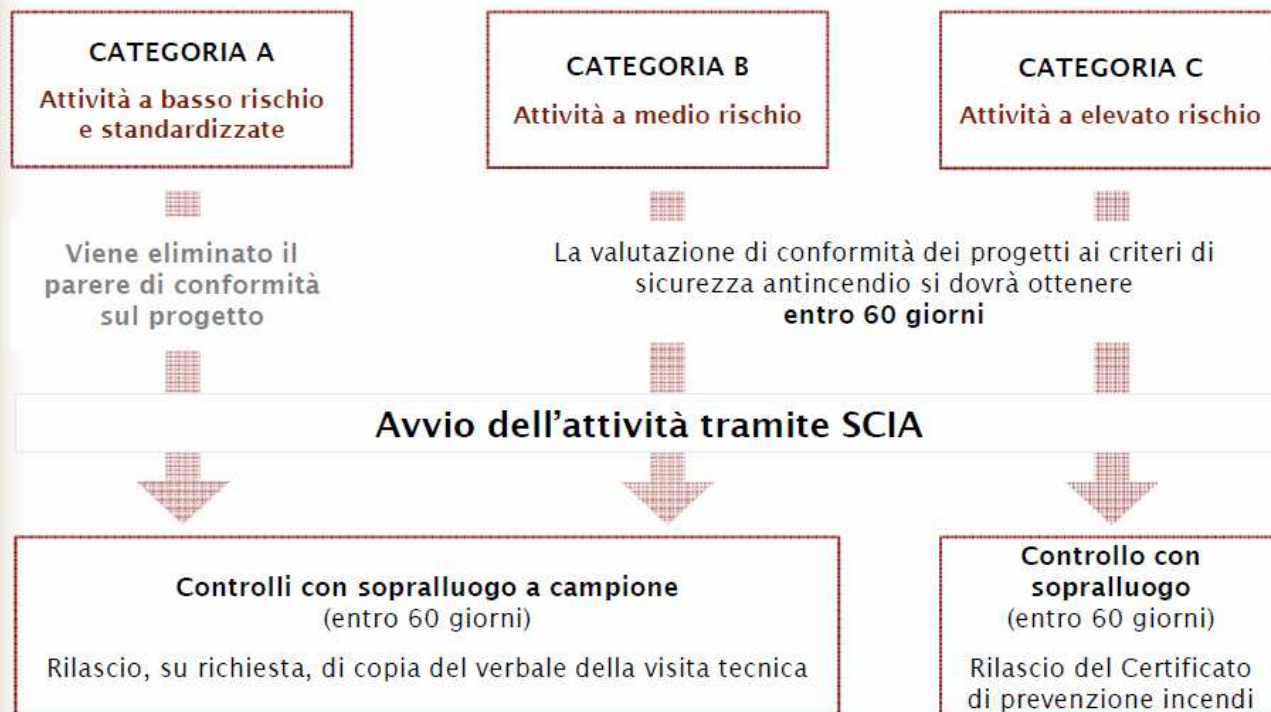 CATEGORIA A
Attività a basso rischio
e standardizzate
CATEGORIA B
Attività a medio rischio
CATEGORIA C
Attività a elevato rischio
Viene eliminato il
parere di conformità
sul progetto
La valutazione di conformità dei progetti ai criteri di
sicurezza antincendio si dovrà ottenere
entro 60 giorni
Avvio dell'attività tramite SCIA
Controlli con sopralluogo a campione
(entro 60 giorni)
Rilascio, su richiesta, di copia del verbale della visita tecnica
Controllo con
sopralluogo
(entro 60 giorni)
Rilascio del Certificato
di prevenzione incendi